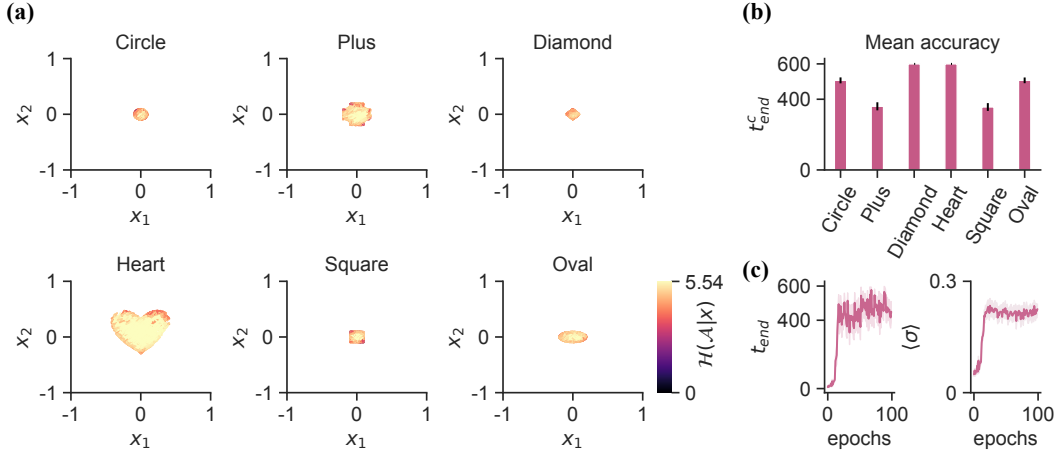 (a)
Circle
1
0
-1
x₂
-1
0
1
x₁
Plus
1
0
-1
x₂
-1
0
1
x₁
Diamond
1
0
-1
x₂
-1
0
1
x₁
Heart
1
0
-1
x₂
-1
0
1
x₁
Square
1
0
-1
x₂
-1
0
1
x₁
Oval
1
0
-1
x₂
-1
0
1
x₁
5.54
0
ℋ(𝒜|x)
(b)
Mean accuracy
600
400
0
t^c_end
Circle
Plus
Diamond
Heart
Square
Oval
(c)
600
400
200
0
t_end
0
100
epochs
0.3
0
⟨σ⟩
0
100
epochs